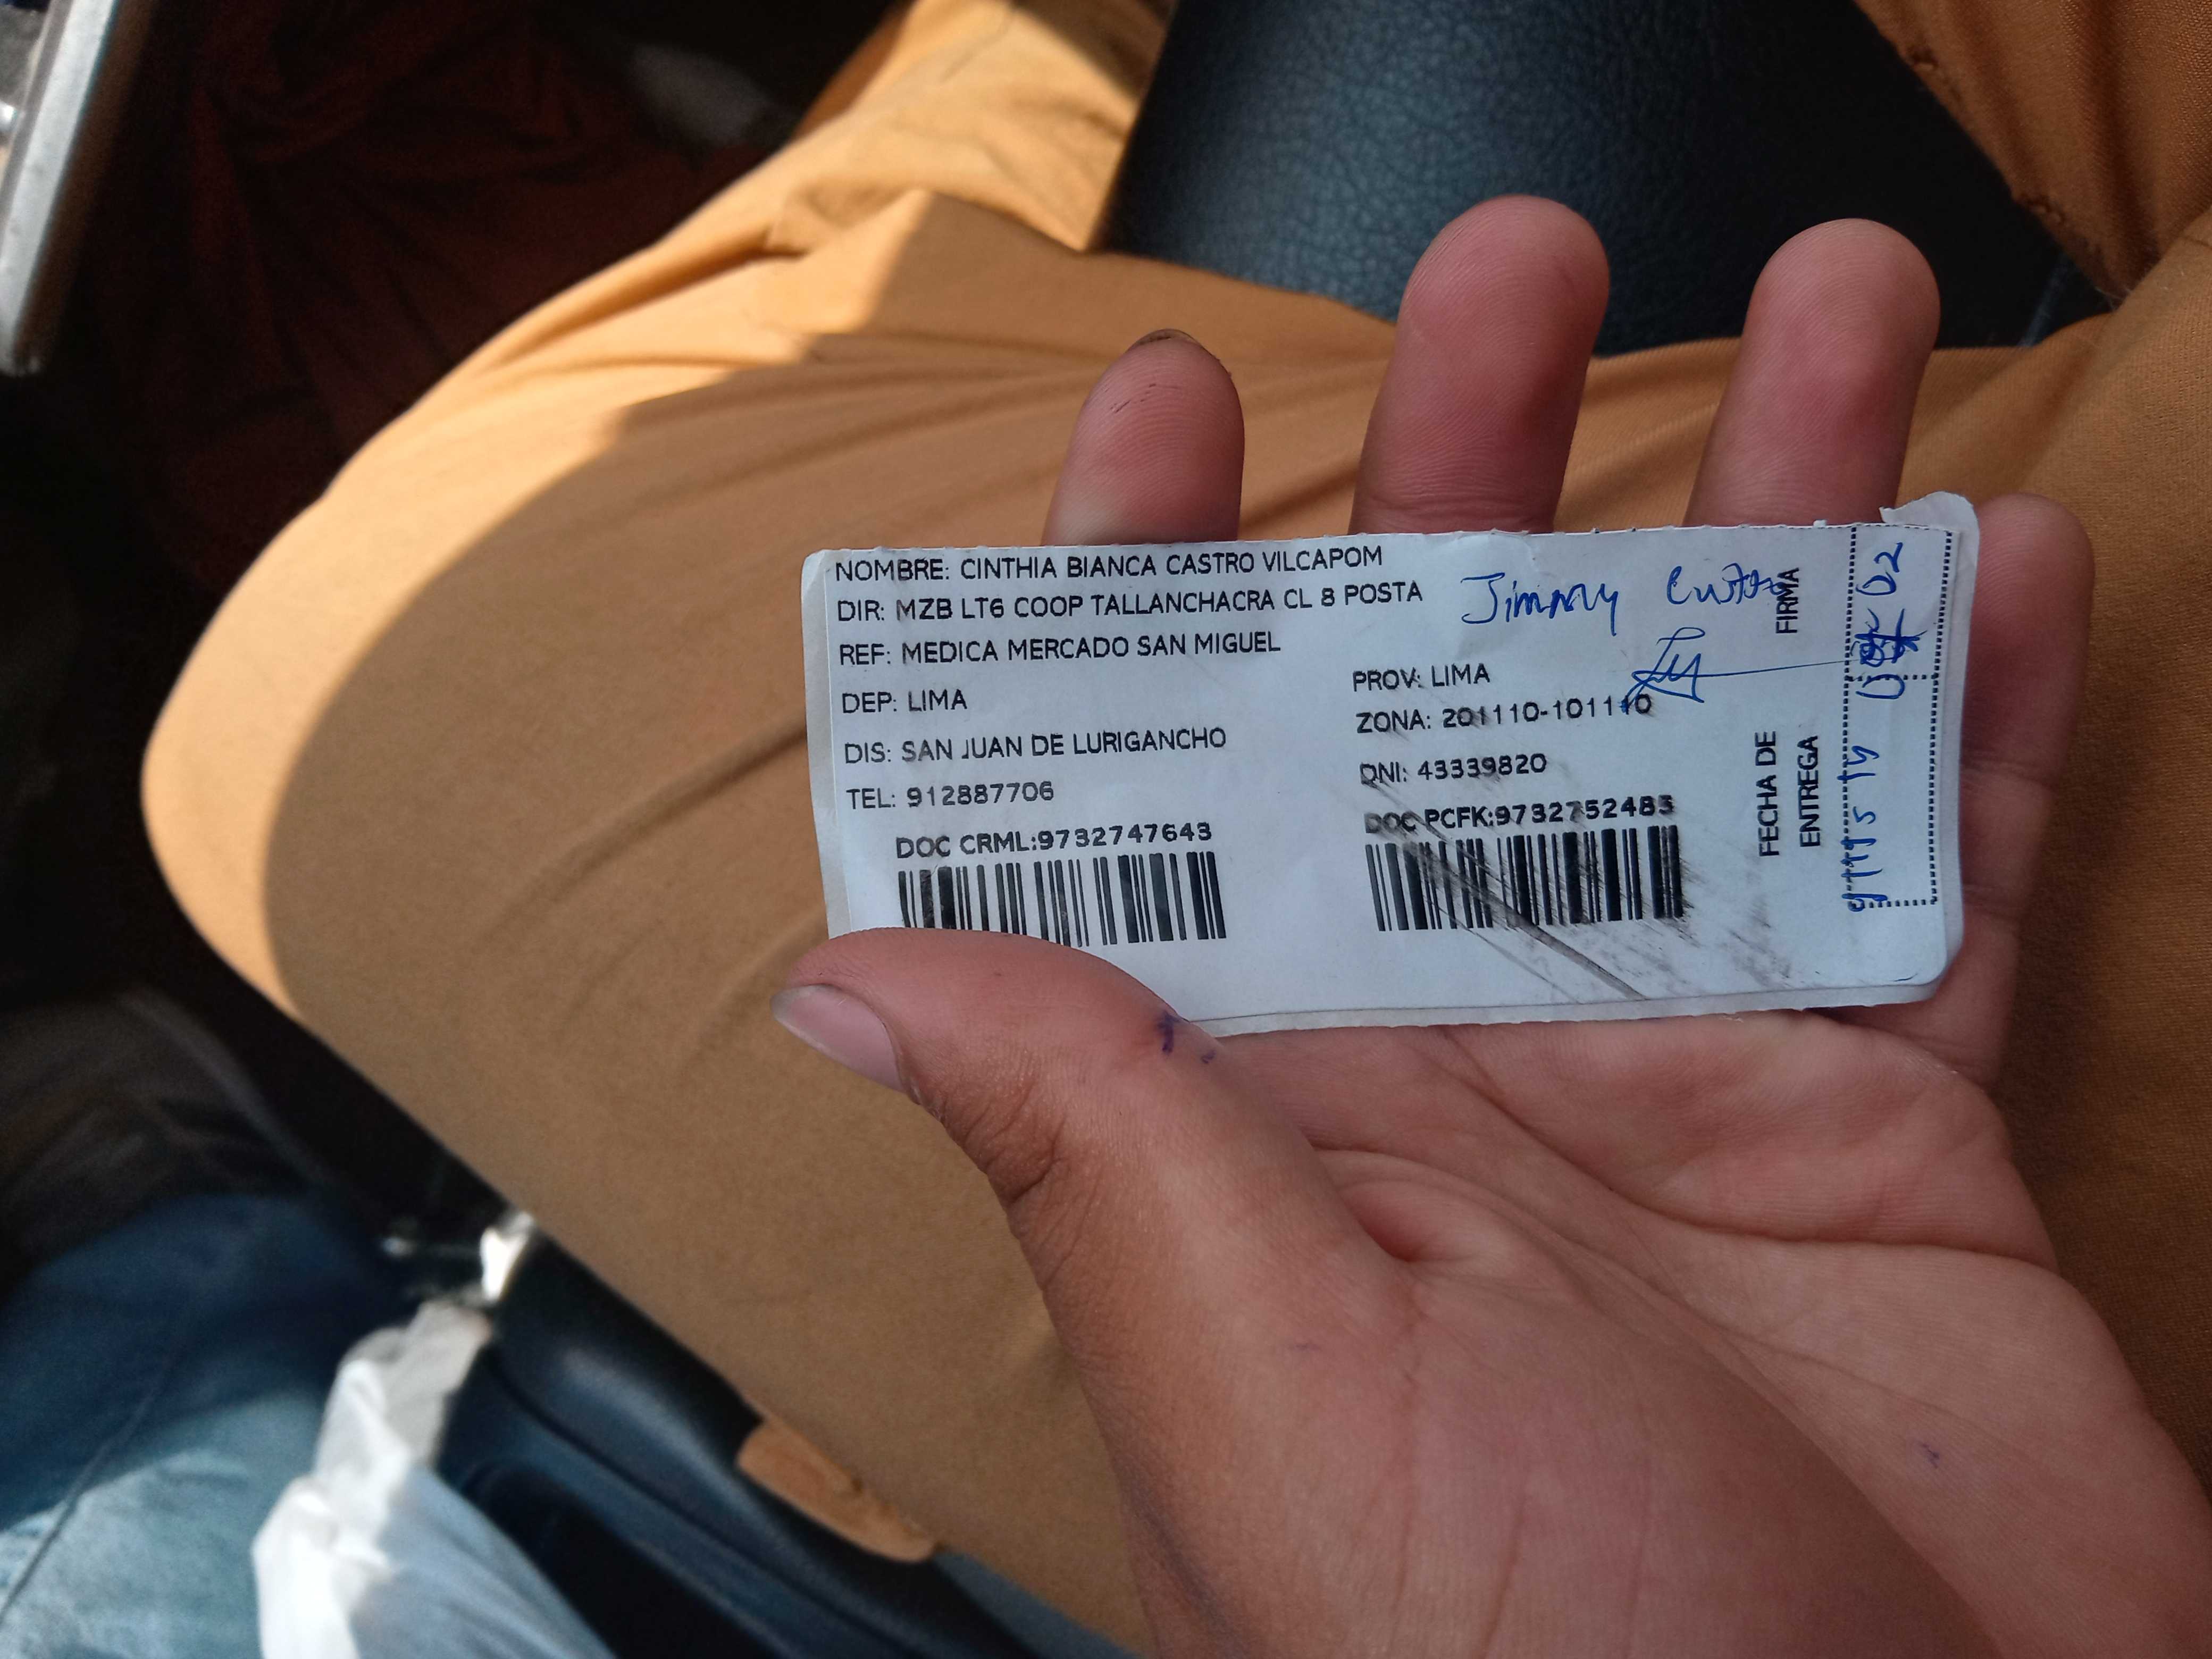 NOMBRE: CINTHIA BIANCA CASTRO VILCAPOM
DIR: MZB LT6 COOP TALLANCHACRA CL 8 POSTA
REF: MEDICA MERCADO SAN MIGUEL
DEP: LIMA
PROV: LIMA
DIS: SAN JUAN DE LURIGANCHO
ZONA: 201110-101110
TEL: 912887706
DNI: 43339820
DOC CRML:9732747643
DOC PCFK:9732752483
Jimmy
FIRMA
FECHA DE
ENTREGA